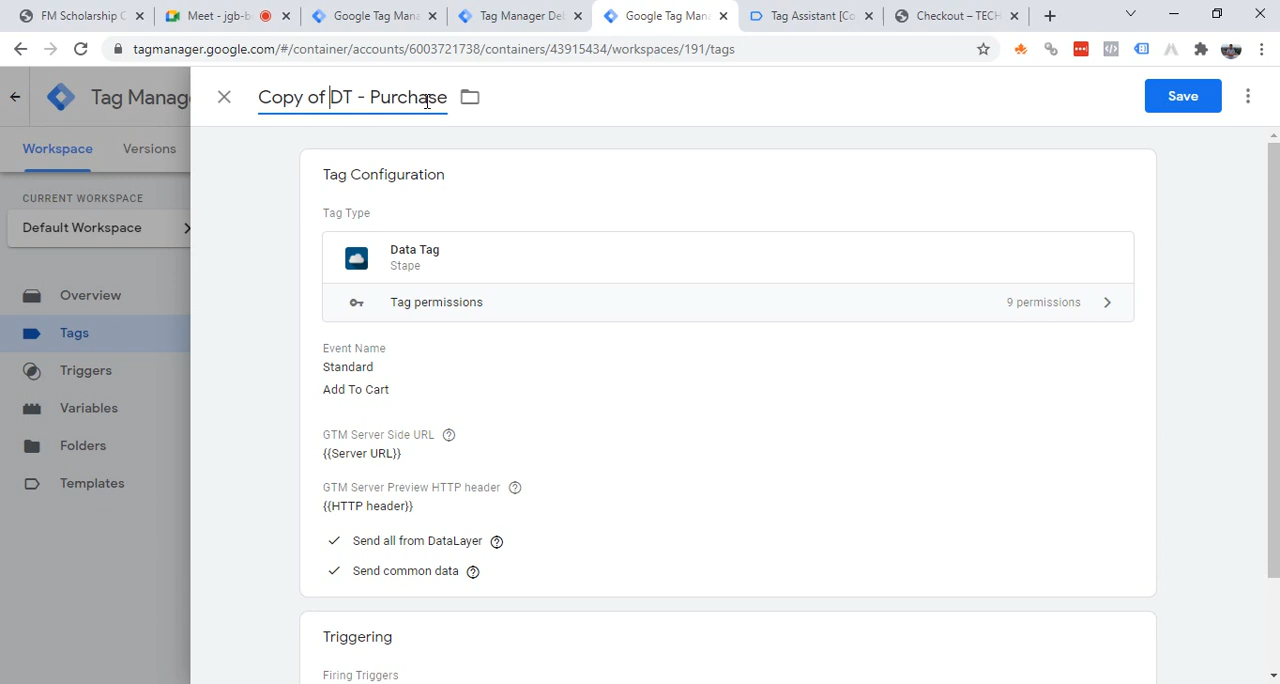 FM Scholarship C
Meet - jgb-b
Google Tag Mana
Tag Manager De
Google Tag Man
Tag Assistant [Co
Checkout – TECH
tagmanager.google.com/#/container/accounts/6003721738/containers/43915434/workspaces/191/tags
Tag Manag
Copy of DT - Purchase
Save
Workspace
Versions
CURRENT WORKSPACE
Default Workspace
Overview
Tags
Triggers
Variables
Folders
Templates
Tag Configuration
Tag Type
Data Tag
Stape
Tag permissions
9 permissions
Event Name
Standard
Add To Cart
GTM Server Side URL
{{Server URL}}
GTM Server Preview HTTP header
{{HTTP header}}
Send all from DataLayer
Send common data
Triggering
Firing Triggers